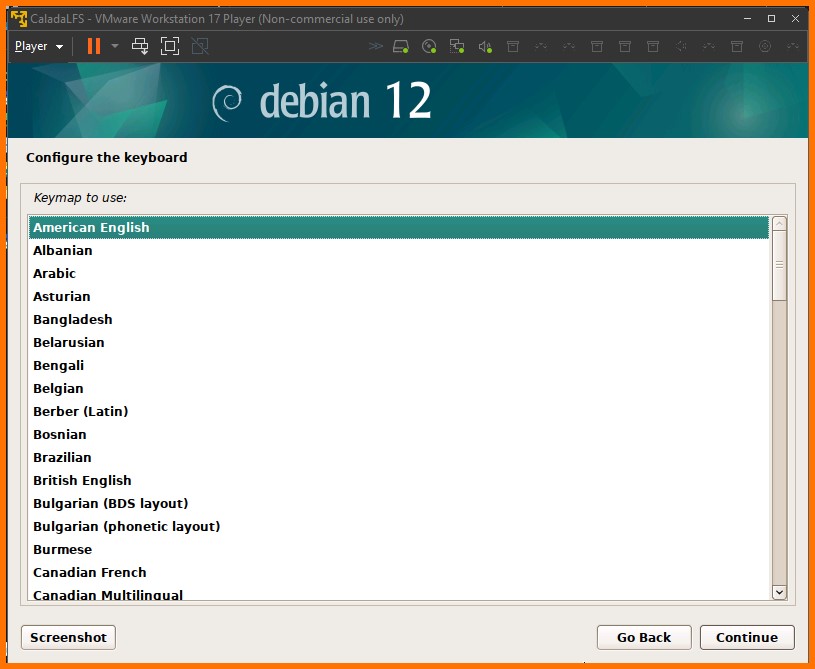 CaladaLFS - VMware Workstation 17 Player (Non-commercial use only)
Player
debian 12
Configure the keyboard
Keymap to use:
American English
Albanian
Arabic
Asturian
Bangladesh
Belarusian
Bengali
Belgian
Berber (Latin)
Bosnian
Brazilian
British English
Bulgarian (BDS layout)
Bulgarian (phonetic layout)
Burmese
Canadian French
Canadian Multilingual
Screenshot
Go Back
Continue